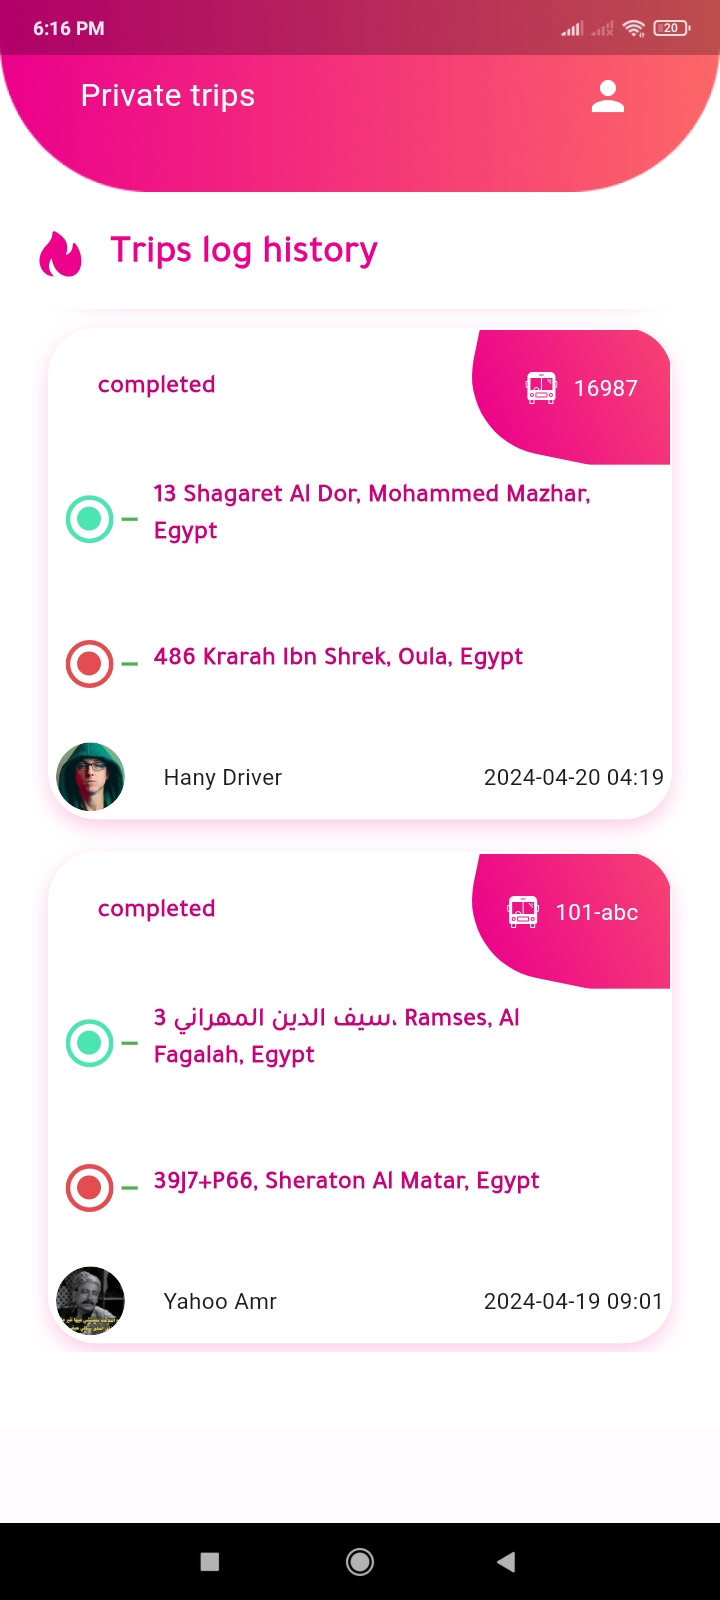 6:16 PM
20
Private trips
Trips log history
completed
16987
13 Shagaret Al Dor, Mohammed Mazhar,
Egypt
486 Krarah Ibn Shrek, Oula, Egypt
Hany Driver
2024-04-20 04:19
completed
101-abc
3 سيف الدين المهراني، Ramses, Al
Fagalah, Egypt
39J7+P66, Sheraton Al Matar, Egypt
Yahoo Amr
2024-04-19 09:01